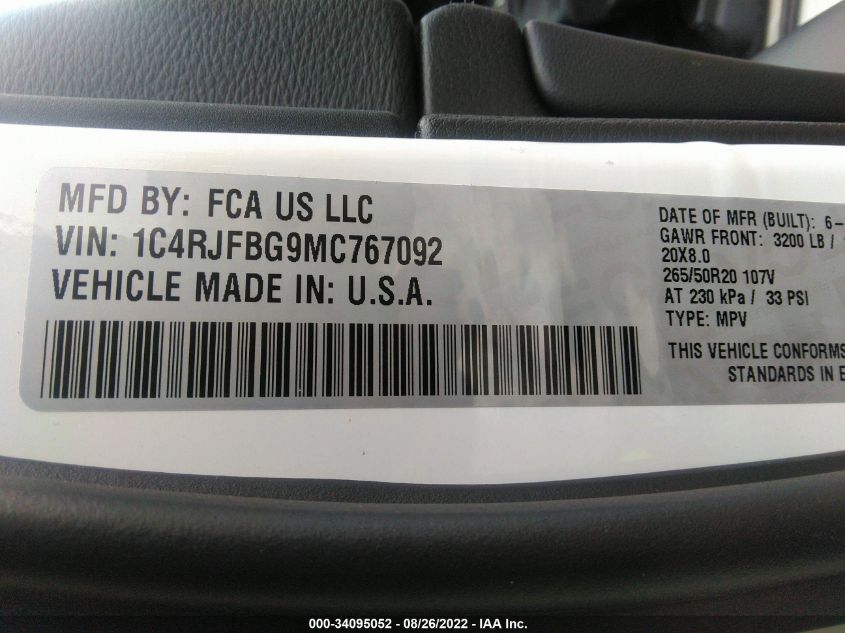 MFD BY: FCA US LLC
VIN: 1C4RJFBG9MC767092
VEHICLE MADE IN: U.S.A.
DATE OF MFR (BUILT): 6-
GAWR FRONT: 3200 LB /
20X8.0
265/50R20 107V
AT 230 kPa / 33 PSI
TYPE: MPV
THIS VEHICLE CONFORMS
STANDARDS IN E
000-34095052 - 08/26/2022 - IAA Inc.